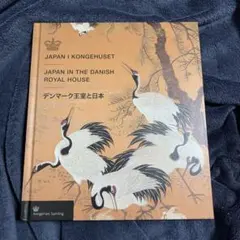 JAPAN I KONGEHUSET
JAPAN IN THE DANISH
ROYAL HOUSE
デンマーク王室と日本